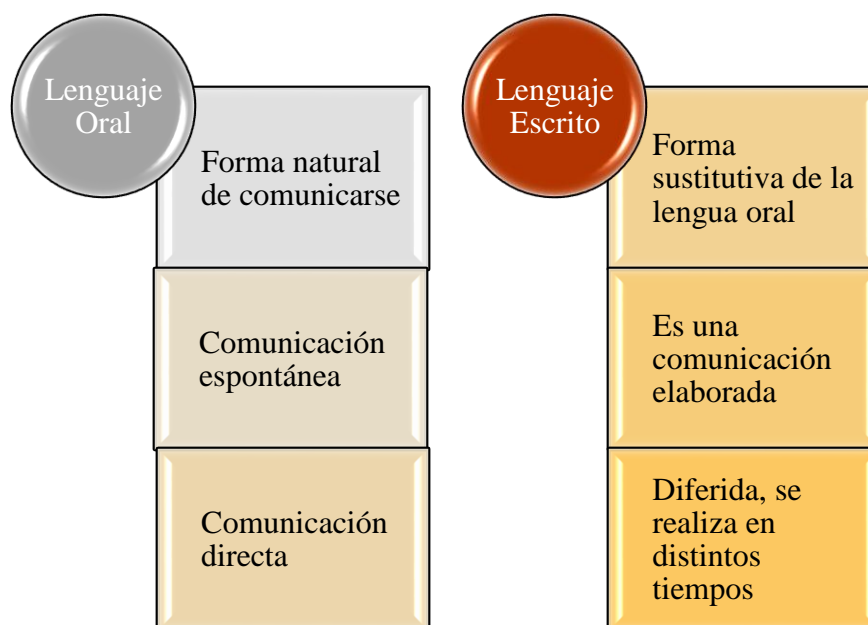 Lenguaje
Oral
Forma natural
de comunicarse
Comunicación
espontánea
Comunicación
directa
Lenguaje
Escrito
Forma
sustitutiva de la
lengua oral
Es una
comunicación
elaborada
Diferida, se
realiza en
distintos
tiempos